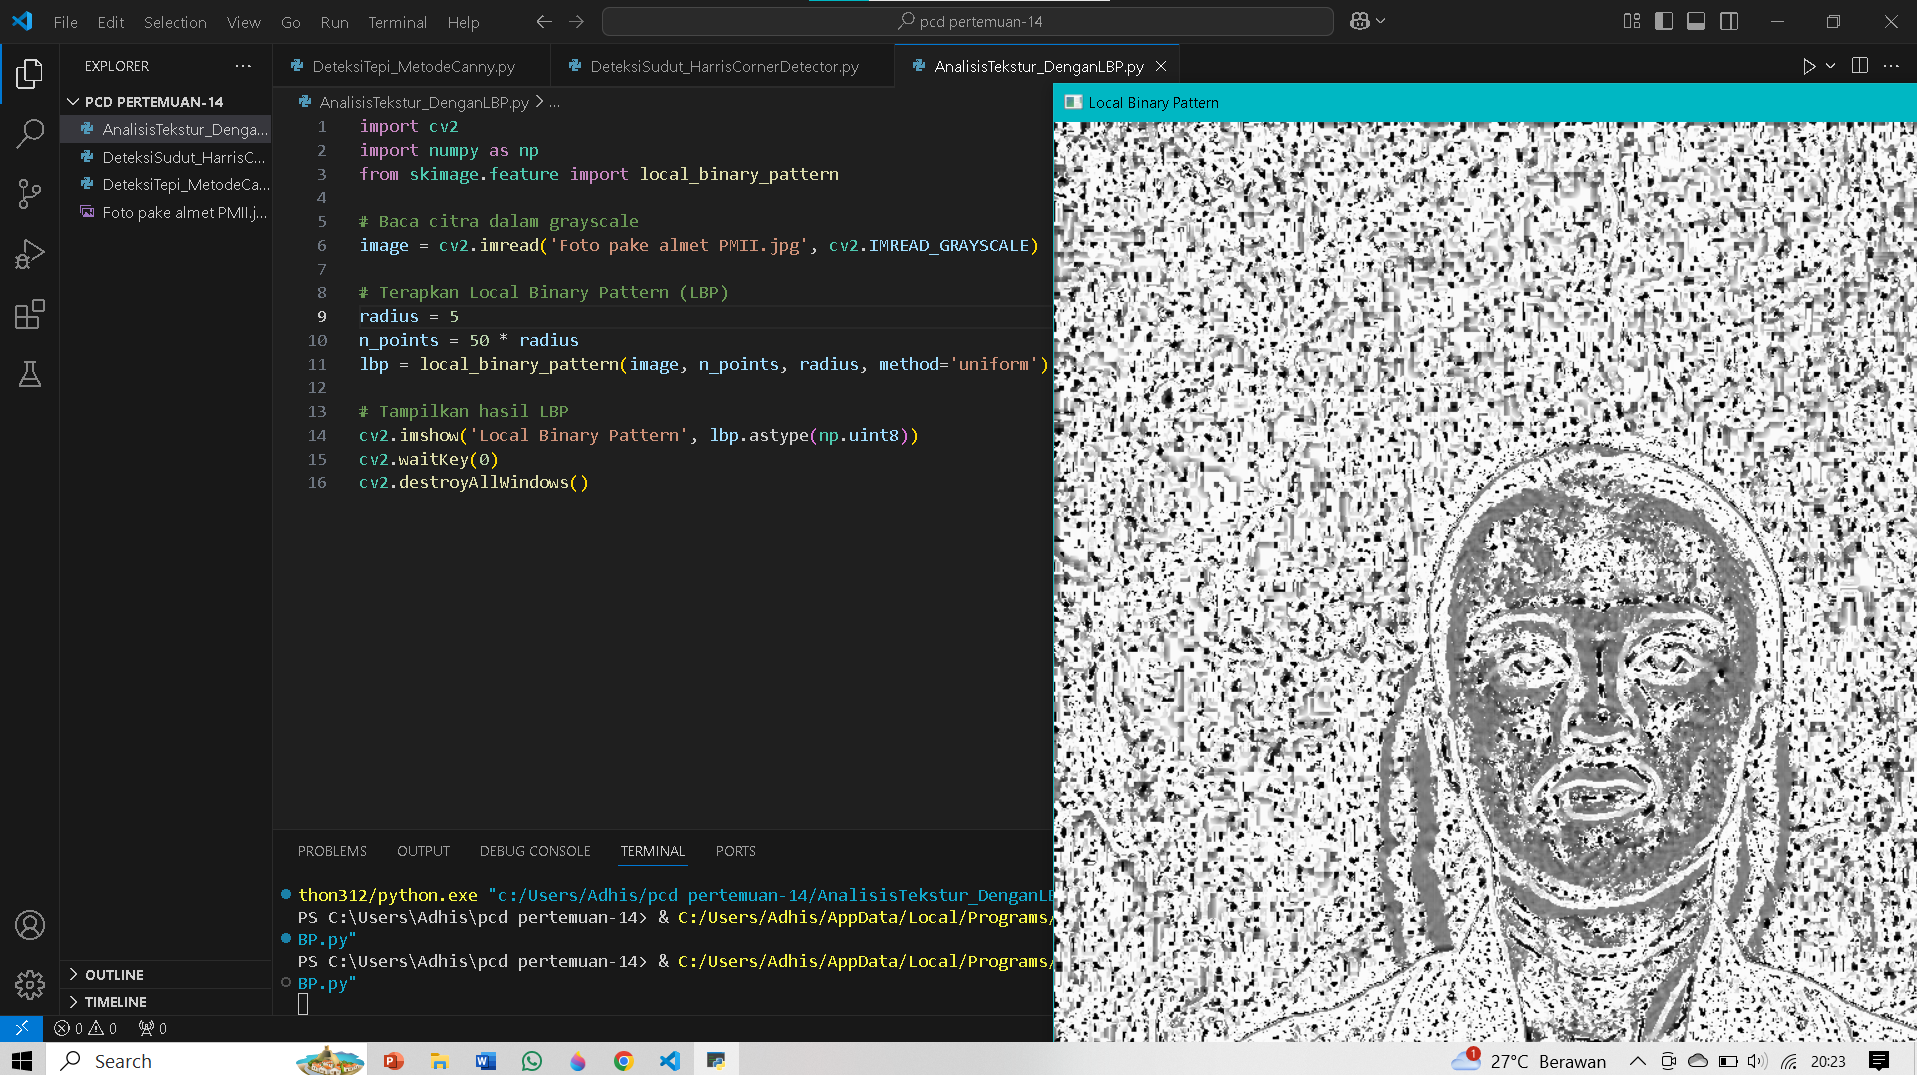 File Edit Selection View Go Run Terminal Help
pcd pertemuan-14
EXPLORER
PCD PERTEMUAN-14
AnalisisTekstur_Denga...
DeteksiSudut_HarrisC...
DeteksiTepi_MetodeCa...
Foto pake almet PMII.j...
OUTLINE
TIMELINE
DeteksiTepi_MetodeCanny.py DeteksiSudut_HarrisCornerDetector.py AnalisisTekstur_DenganLBP.py
AnalisisTekstur_DenganLBP.py > ...
1 import cv2
2 import numpy as np
3 from skimage.feature import local_binary_pattern
4
5 # Baca citra dalam grayscale
6 image = cv2.imread('Foto pake almet PMII.jpg', cv2.IMREAD_GRAYSCALE)
7
8 # Terapkan Local Binary Pattern (LBP)
9 radius = 5
10 n_points = 50 * radius
11 lbp = local_binary_pattern(image, n_points, radius, method='uniform')
12
13 # Tampilkan hasil LBP
14 cv2.imshow('Local Binary Pattern', lbp.astype(np.uint8))
15 cv2.waitKey(0)
16 cv2.destroyAllWindows()
Local Binary Pattern
PROBLEMS OUTPUT DEBUG CONSOLE TERMINAL PORTS
thon312/python.exe "c:/Users/Adhis/pcd pertemuan-14/AnalisisTekstur_DenganLB
PS C:\Users\Adhis\pcd pertemuan-14> & C:/Users/Adhis/AppData/Local/Programs/
BP.py"
PS C:\Users\Adhis\pcd pertemuan-14> & C:/Users/Adhis/AppData/Local/Programs/
BP.py"
0 0 0
Search
1 27°C Berawan 20:23